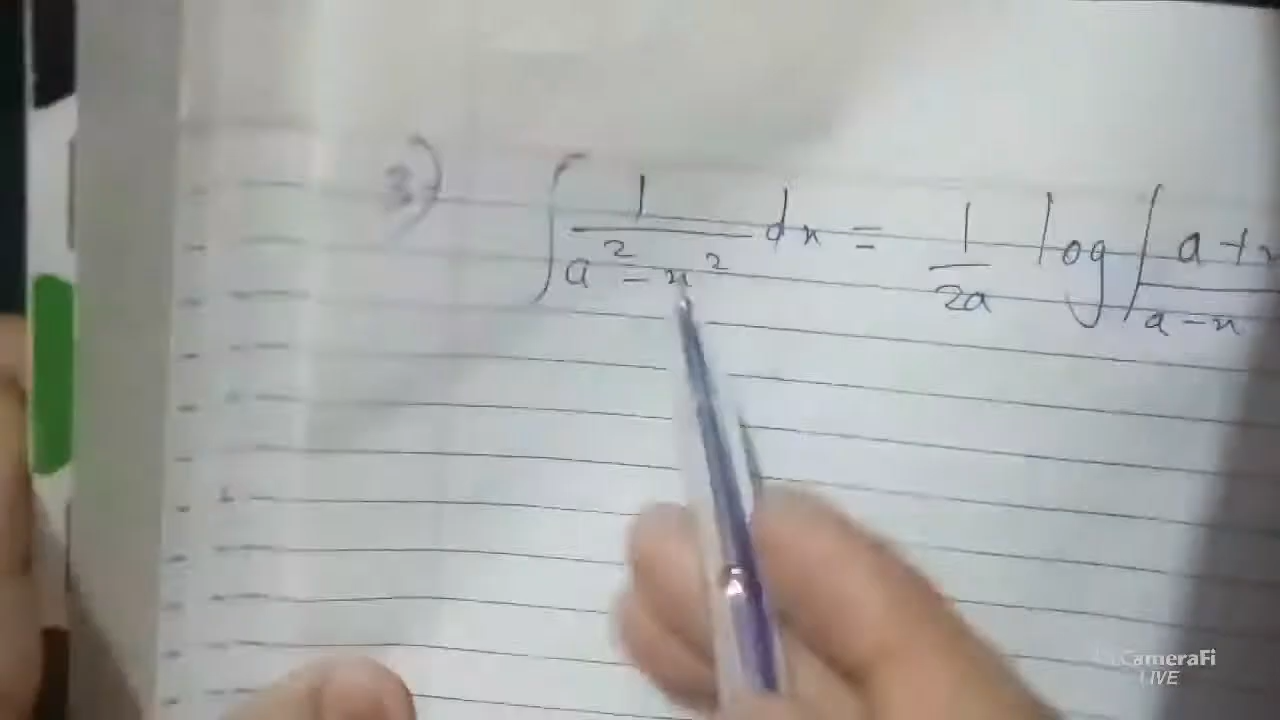 3) ∫ 1/(a² - x²) dx = 1/2a log |a+x/a-x
CameraFi
LIVE